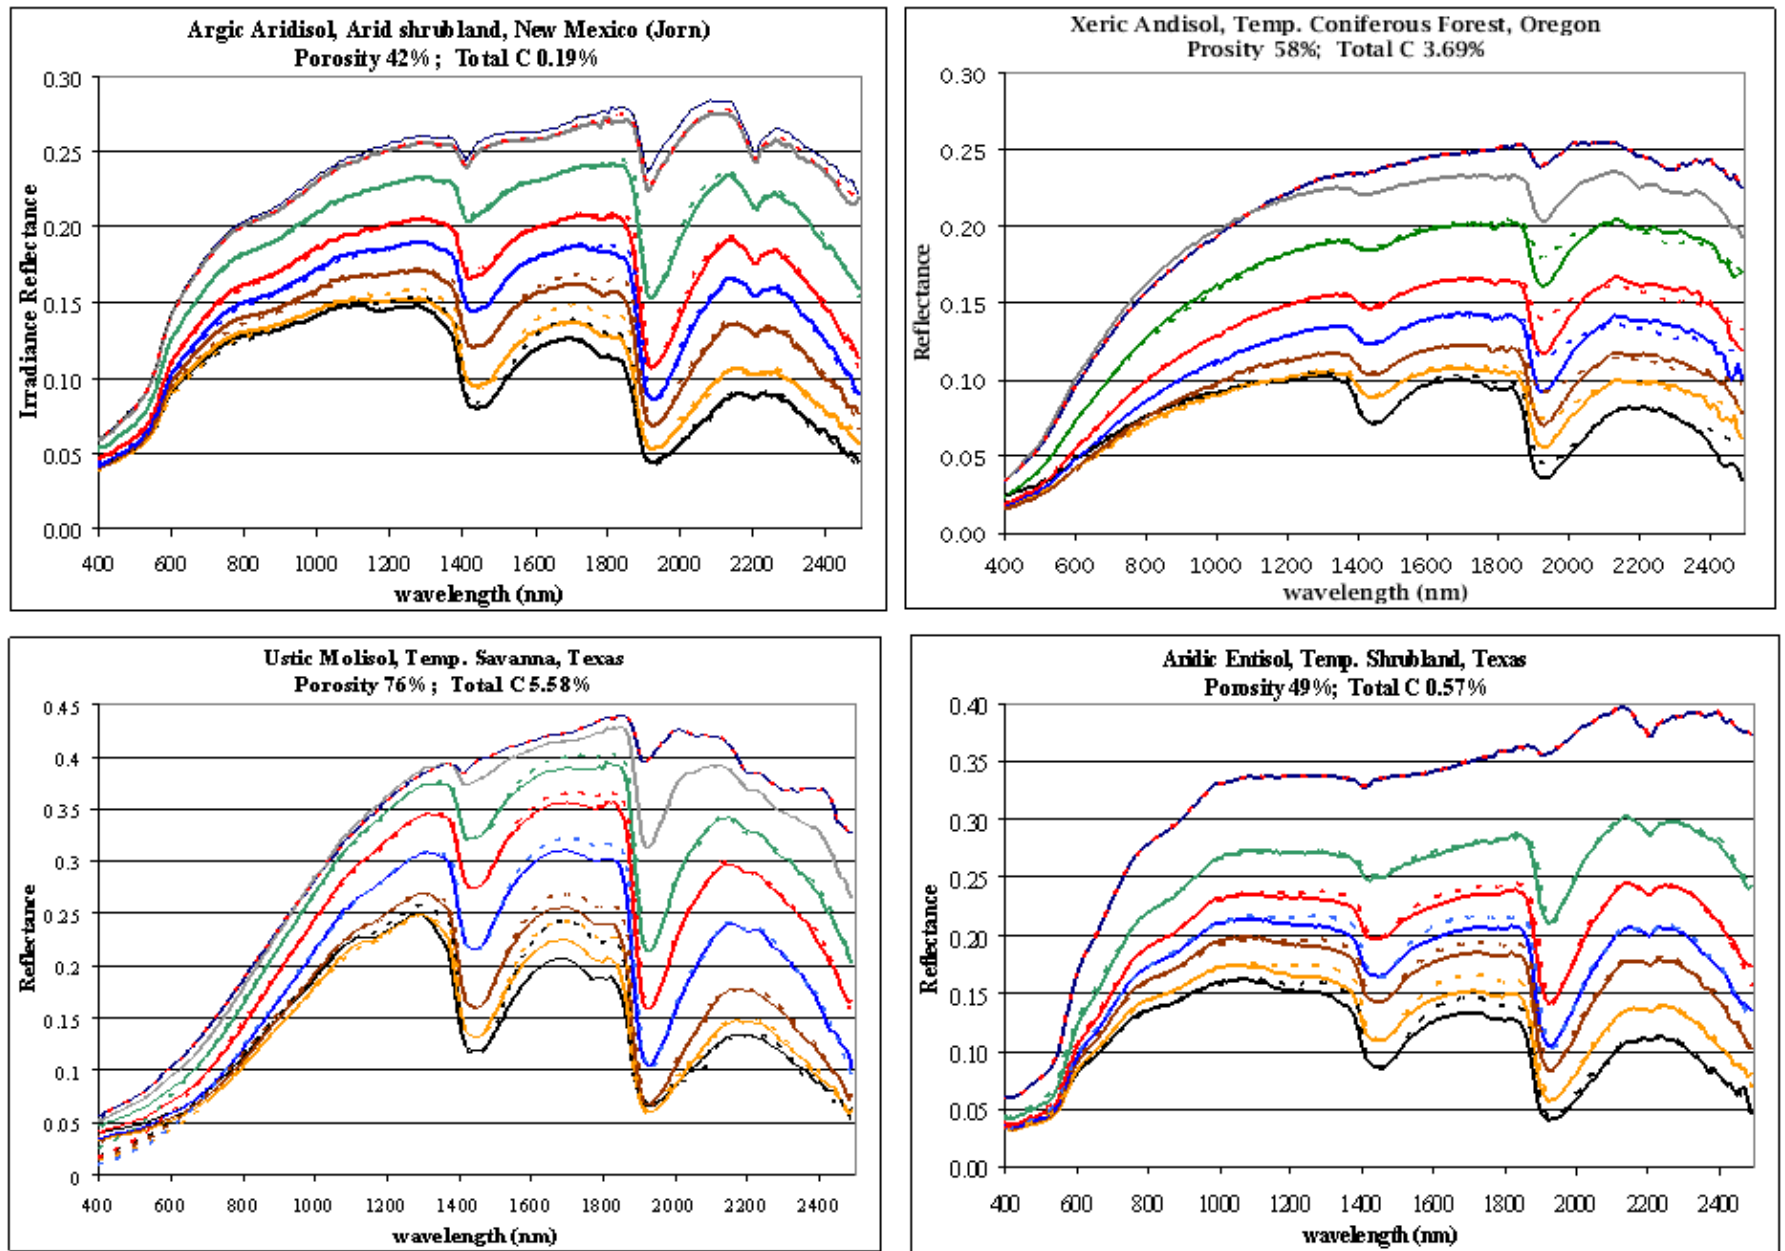 Argic Aridisol, Arid shrubland, New Mexico (Jorn)
Porosity 42% ; Total C 0.19%
Irradiance Reflectance
0.30
0.25
0.20
0.15
0.10
0.05
0.00
400 600 800 1000 1200 1400 1600 1800 2000 2200 2400
wavelength (nm)
Xeric Andisol, Temp. Coniferous Forest, Oregon
Prosity 58%; Total C 3.69%
Reflectance
0.30
0.25
0.20
0.15
0.10
0.05
0.00
400 600 800 1000 1200 1400 1600 1800 2000 2200 2400
wavelength (nm)
Ustic Molisol, Temp. Savanna, Texas
Porosity 76% ; Total C 5.58%
Reflectance
0.45
0.4
0.35
0.3
0.25
0.2
0.15
0.1
0.05
0
400 600 800 1000 1200 1400 1600 1800 2000 2200 2400
wavelength (nm)
Aridic Entisol, Temp. Shrubland, Texas
Porosity 49%; Total C 0.57%
Reflectance
0.40
0.35
0.30
0.25
0.20
0.15
0.10
0.05
0.00
400 600 800 1000 1200 1400 1600 1800 2000 2200 2400
wavelength (nm)